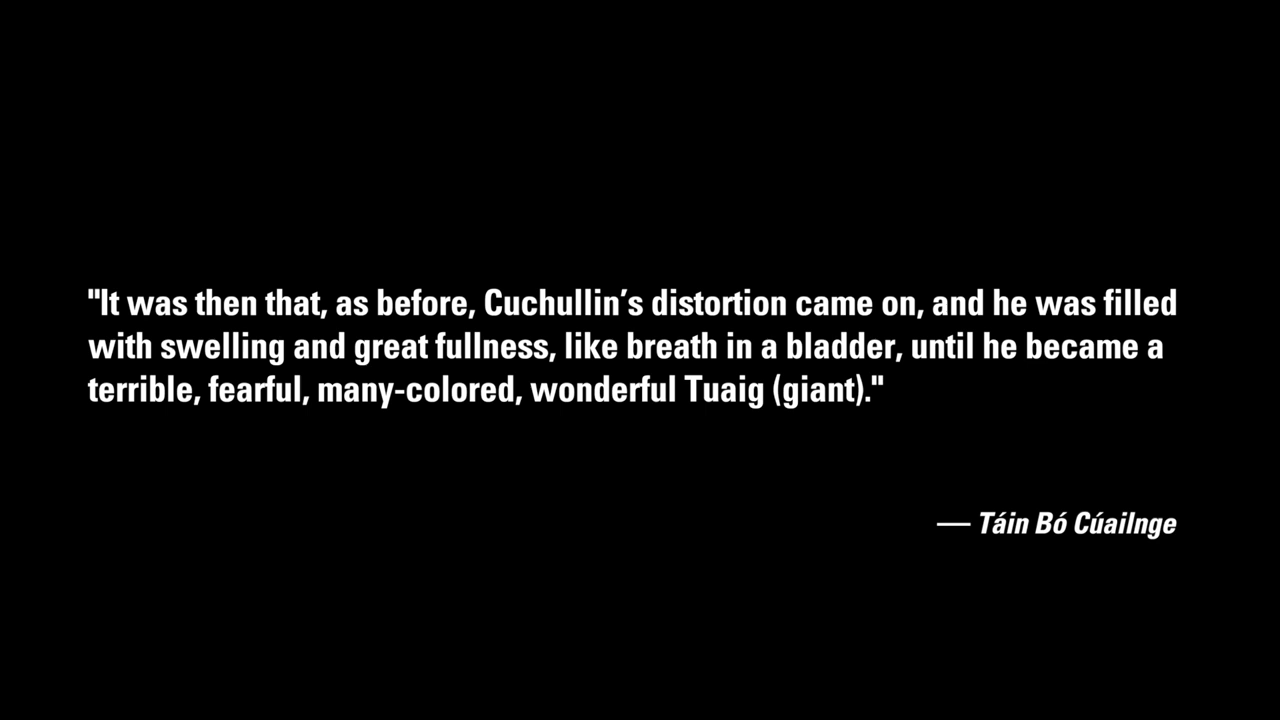 "It was then that, as before, Cuchullin’s distortion came on, and he was filled
with swelling and great fullness, like breath in a bladder, until he became a
terrible, fearful, many-colored, wonderful Tuaig (giant)."
— Táin Bó Cúailnge